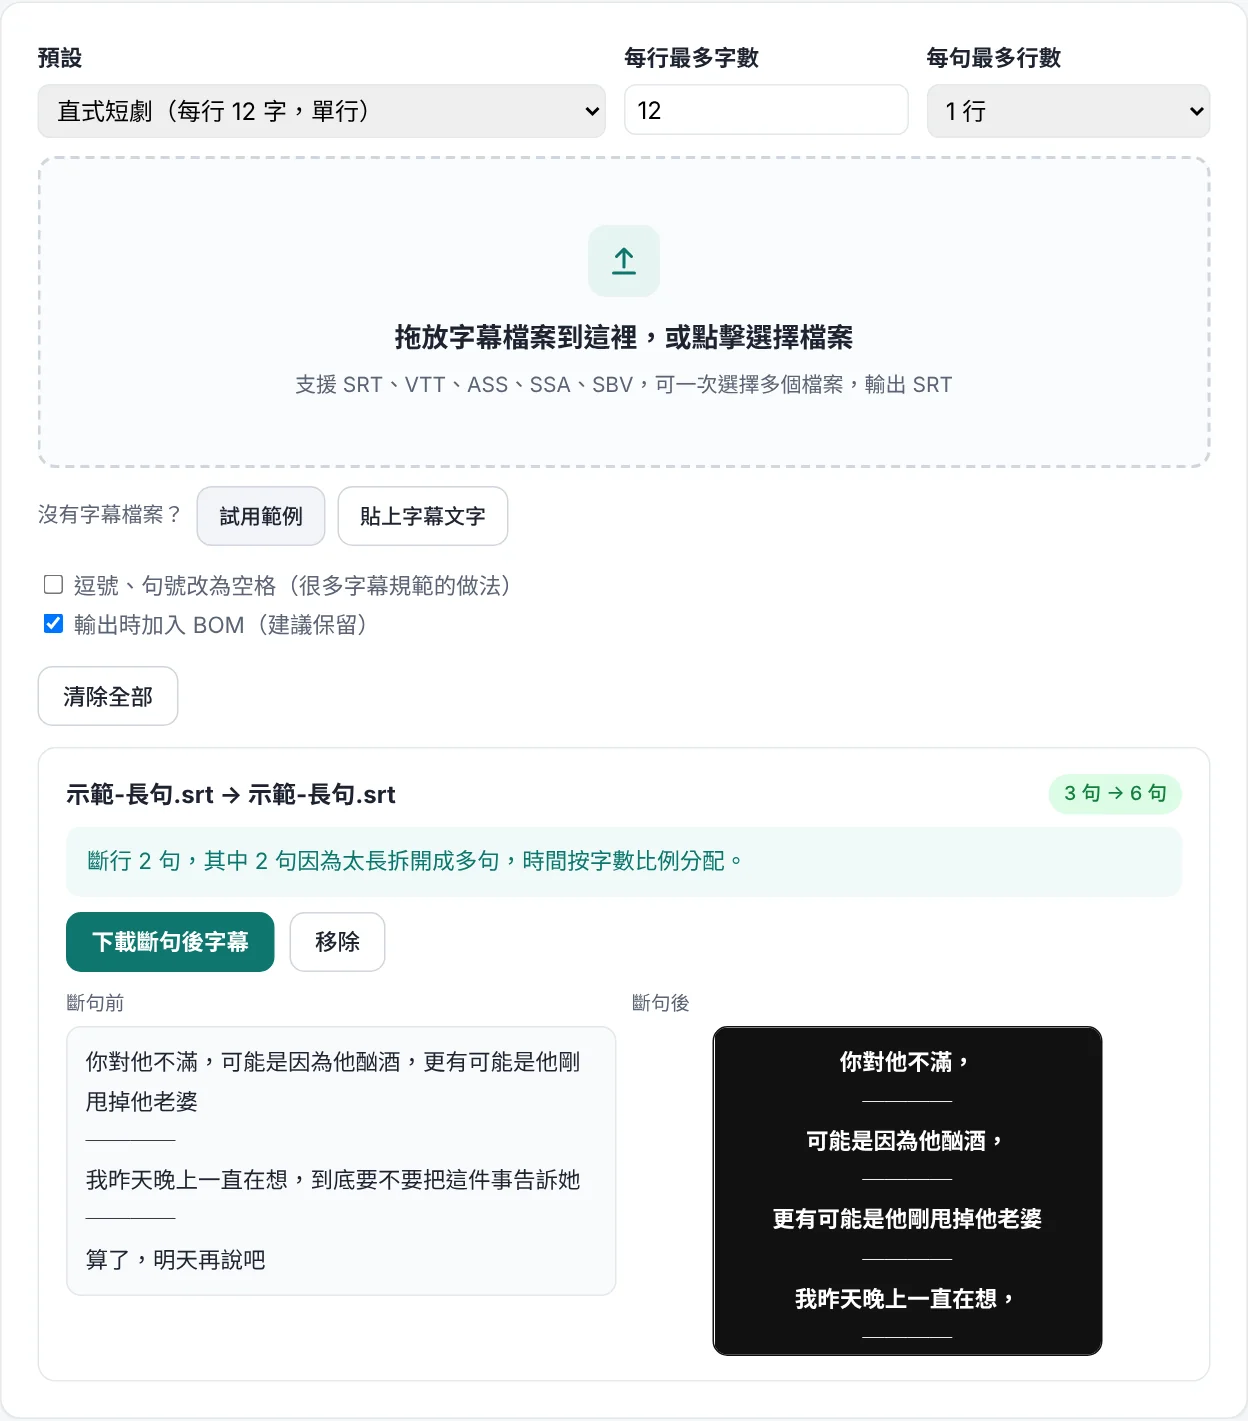 預設
每行最多字數
每句最多行數
直式短劇（每行 12 字，單行）
12
1 行
拖放字幕檔案到這裡，或點擊選擇檔案
支援 SRT、VTT、ASS、SSA、SBV，可一次選擇多個檔案，輸出 SRT
沒有字幕檔案？
試用範例
貼上字幕文字
逗號、句號改為空格（很多字幕規範的做法）
輸出時加入 BOM（建議保留）
清除全部
示範-長句.srt → 示範-長句.srt
3 句 → 6 句
斷行 2 句，其中 2 句因為太長拆開成多句，時間按字數比例分配。
下載斷句後字幕
移除
斷句前
你對他不滿，可能是因為他酗酒，更有可能是他剛
甩掉他老婆
————
我昨天晚上一直在想，到底要不要把這件事告訴她
————
算了，明天再說吧
斷句後
你對他不滿，
————
可能是因為他酗酒，
————
更有可能是他剛甩掉他老婆
————
我昨天晚上一直在想，
————